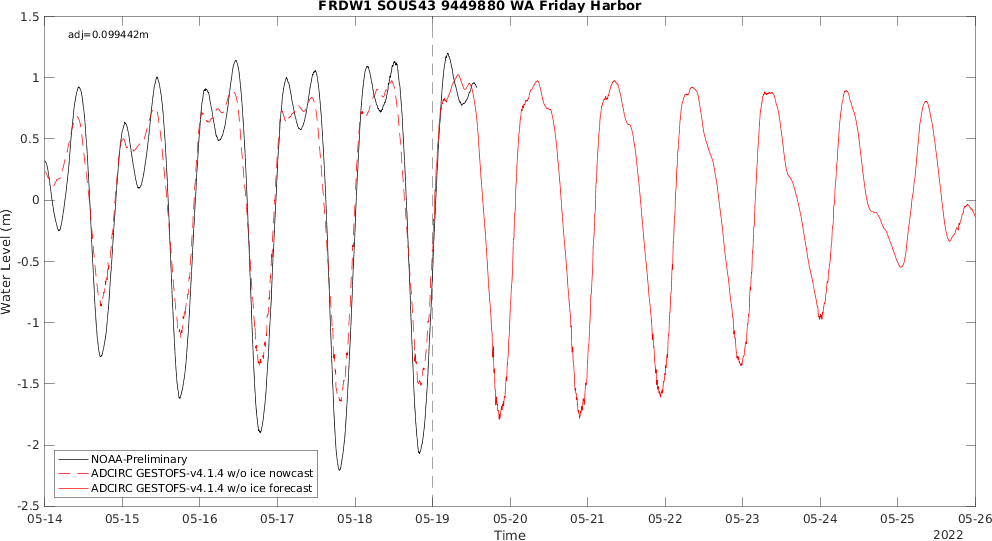 FRDW1 SOUS43 9449880 WA Friday Harbor
adj=0.099442m
1.5
1
0.5
0
-0.5
-1
-1.5
-2
-2.5
Water Level (m)
NOAA-Preliminary
ADCIRC GESTOFS-v4.1.4 w/o ice nowcast
ADCIRC GESTOFS-v4.1.4 w/o ice forecast
05-14 05-15 05-16 05-17 05-18 05-19 05-20 05-21 05-22 05-23 05-24 05-25 05-26
Time
2022